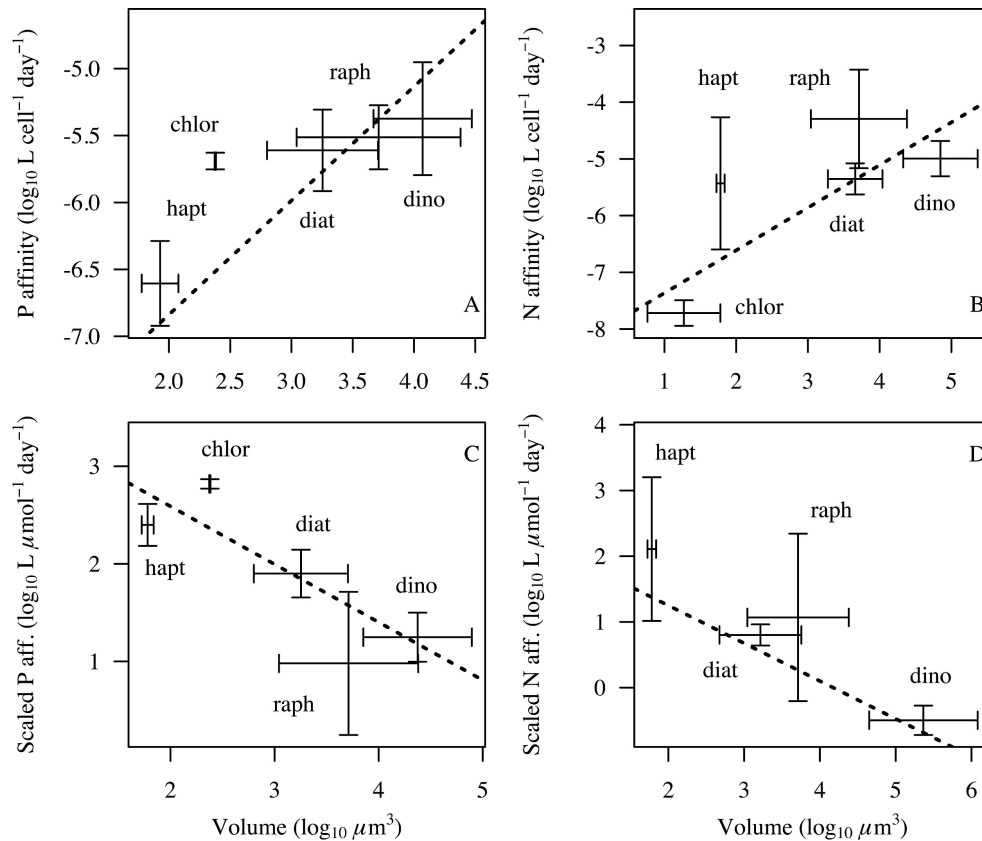 P affinity (log₁₀ L cell⁻¹ day⁻¹)
-5.0
-5.5
-6.0
-6.5
-7.0
raph
chlor
hapt
diat
dino
A
2.0 2.5 3.0 3.5 4.0 4.5
N affinity (log₁₀ L cell⁻¹ day⁻¹)
-3
-4
-5
-6
-7
-8
hapt
raph
dino
diat
chlor
B
1 2 3 4 5
Scaled P aff. (log₁₀ L μmol⁻¹ day⁻¹)
3
2
1
chlor
C
diat
hapt
dino
raph
2 3 4 5
Volume (log₁₀ μm³)
Scaled N aff. (log₁₀ L μmol⁻¹ day⁻¹)
4
3
2
1
0
hapt
D
raph
diat
dino
2 3 4 5 6
Volume (log₁₀ μm³)